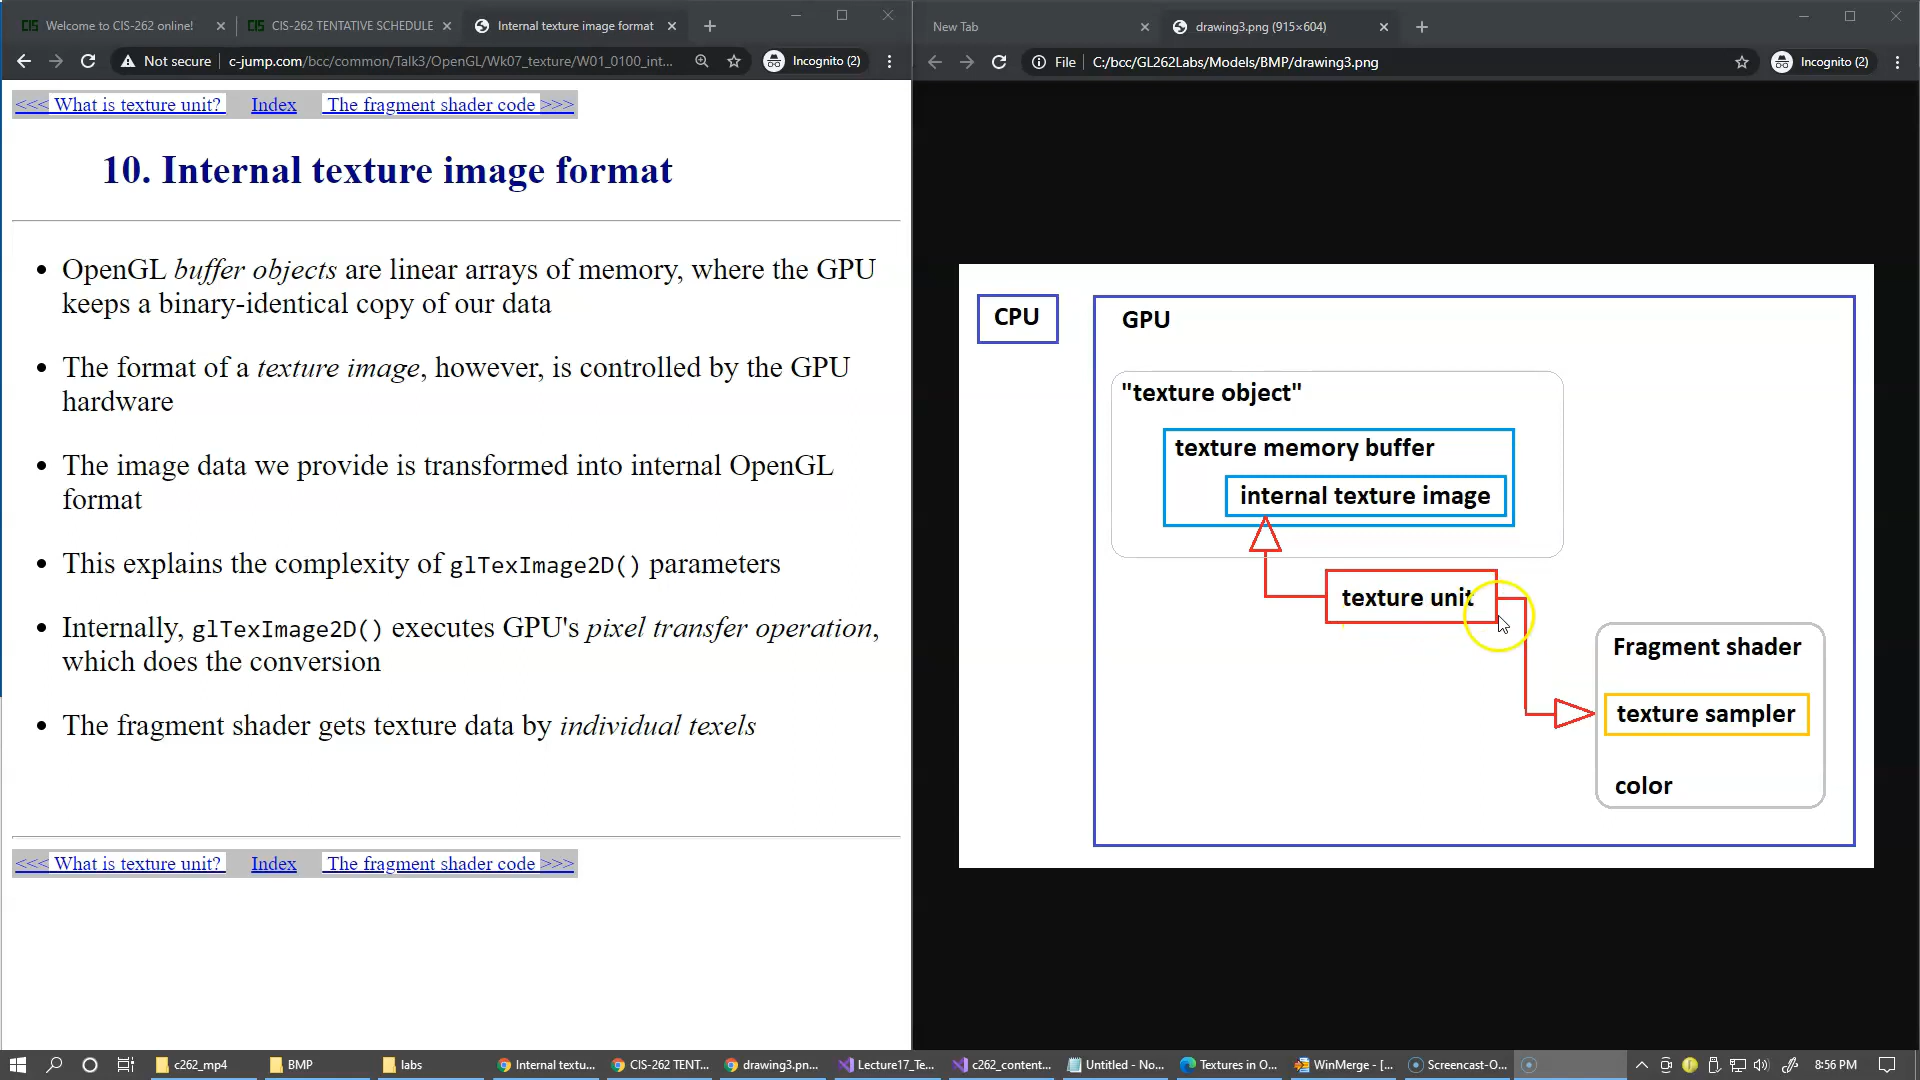 Welcome to CIS-262 online!
CIS-262 TENTATIVE SCHEDULE
Internal texture image format
Not secure
c-jump.com/bcc/common/Talk3/OpenGL/Wk07_texture/W01_0100_int...
Incognito (2)
<<< What is texture unit? Index The fragment shader code >>>
10. Internal texture image format
• OpenGL buffer objects are linear arrays of memory, where the GPU
keeps a binary-identical copy of our data
• The format of a texture image, however, is controlled by the GPU
hardware
• The image data we provide is transformed into internal OpenGL
format
• This explains the complexity of glTexImage2D() parameters
• Internally, glTexImage2D() executes GPU's pixel transfer operation,
which does the conversion
• The fragment shader gets texture data by individual texels
<<< What is texture unit? Index The fragment shader code >>>
New Tab
drawing3.png (915×604)
File
C:/bcc/GL262Labs/Models/BMP/drawing3.png
Incognito (2)
CPU
GPU
"texture object"
texture memory buffer
internal texture image
texture unit
Fragment shader
texture sampler
color
c262_mp4
BMP
labs
Internal textu...
CIS-262 TENT...
drawing3.pn...
Lecture17_Te...
c262_content...
Untitled - No...
Textures in O...
WinMerge - [...
Screencast-O...
8:56 PM